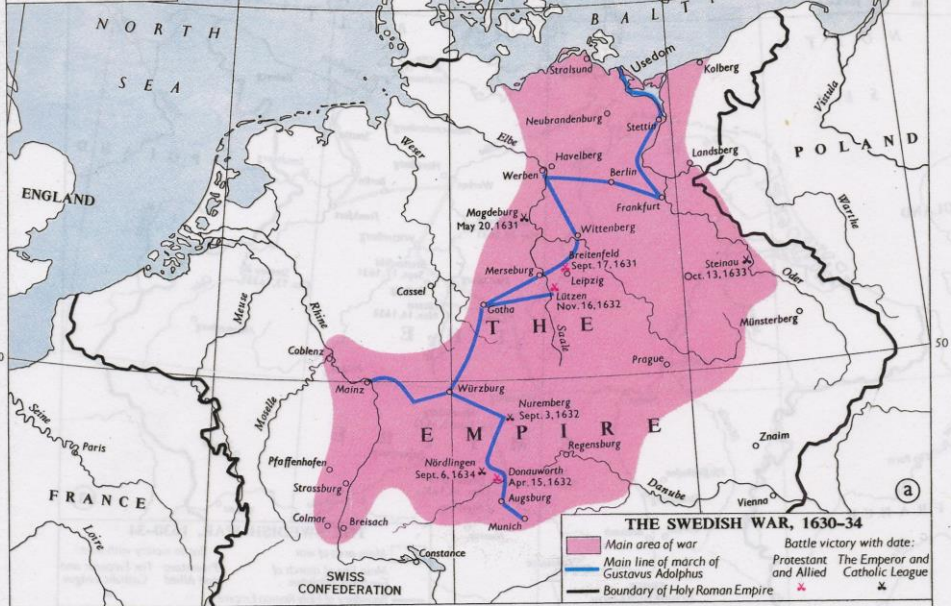 NORTH
SEA
BALT
Usedom
Stralsund
Kolberg
Neubrandenburg
Stettin
Vistula
Elbe
Weser
Havelberg
Werben
Berlin
Landsberg
POLAND
Frankfurt
Warthe
ENGLAND
Magdeburg
May 20, 1631
Wittenberg
Breitenfeld
Sept. 17, 1631
Leipzig
Merseburg
Steinau
Oct. 13, 1633
Oder
Cassel
Lützen
Nov. 16, 1632
Meuse
Rhine
Gotha
THE
Saale
Münsterberg
50
Coblenz
Prague
Mainz
Würzburg
Moselle
Seine
Paris
Nuremberg
Sept. 3, 1632
EMPIRE
Regensburg
Znaim
Pfaffenhofen
Nördlingen
Sept. 6, 1634
Donauwörth
Apr. 15, 1632
Strassburg
Augsburg
Danube
Vienna
a
FRANCE
Colmar
Breisach
Munich
Loire
Constance
SWISS
CONFEDERATION
THE SWEDISH WAR, 1630–34
Main area of war
Main line of march of
Gustavus Adolphus
Boundary of Holy Roman Empire
Battle victory with date:
Protestant
and Allied
The Emperor and
Catholic League